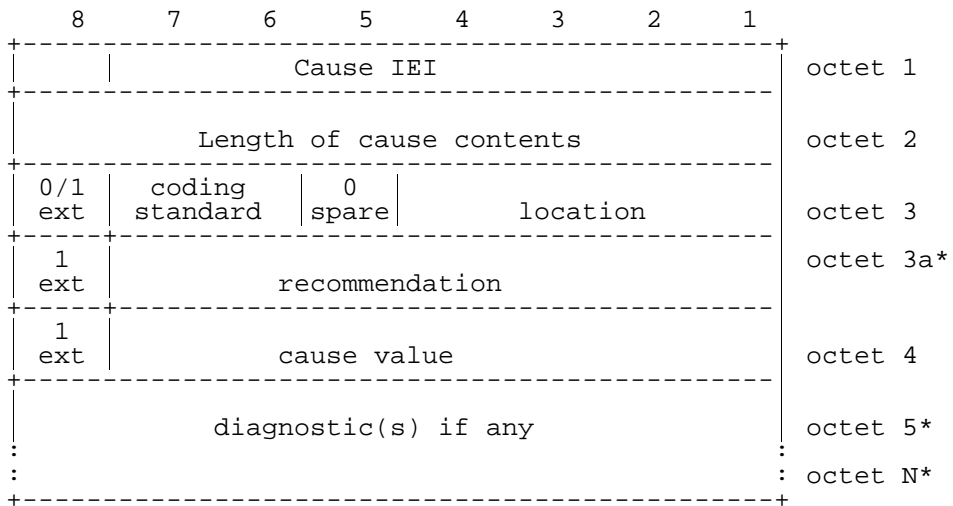 8 7 6 5 4 3 2 1
Cause IEI octet 1
Length of cause contents octet 2
0/1 coding 0
ext standard spare location octet 3
1 octet 3a*
ext recommendation
1
ext cause value octet 4
diagnostic(s) if any octet 5*
: :
: : octet N*